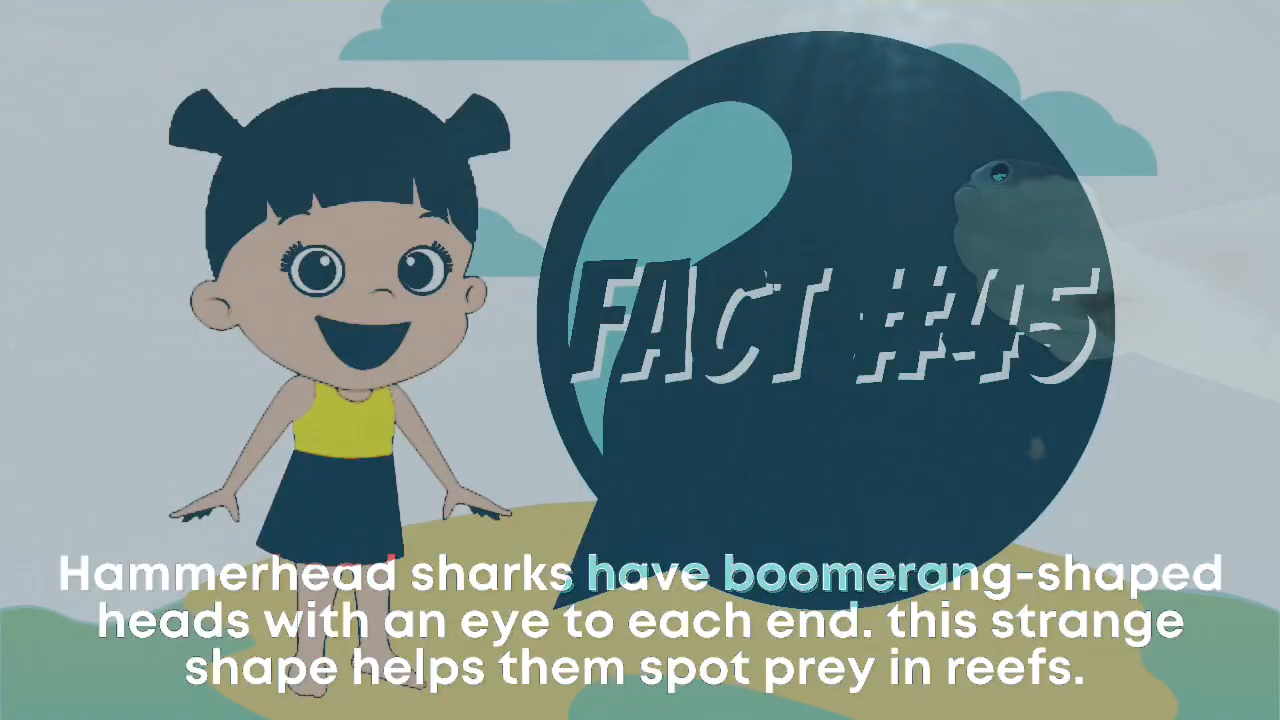 FACT #45
Hammerhead sharks have boomerang-shaped
heads with an eye to each end. this strange
shape helps them spot prey in reefs.